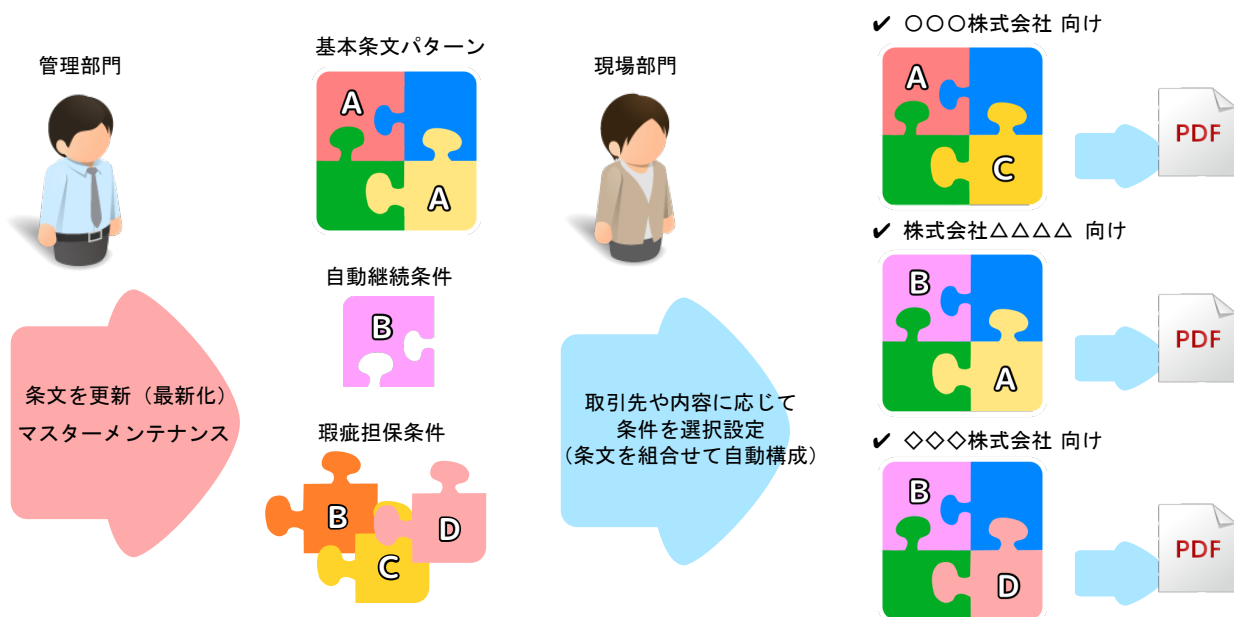 管理部門
条文を更新（最新化）
マスターメンテナンス
基本条文パターン
A
A
自動継続条件
B
瑕疵担保条件
B
C
D
現場部門
取引先や内容に応じて
条件を選択設定
（条文を組合せて自動構成）
✔ 〇〇〇株式会社 向け
A
C
PDF
✔ 株式会社△△△△ 向け
B
A
PDF
✔ ◇◇◇株式会社 向け
B
D
PDF